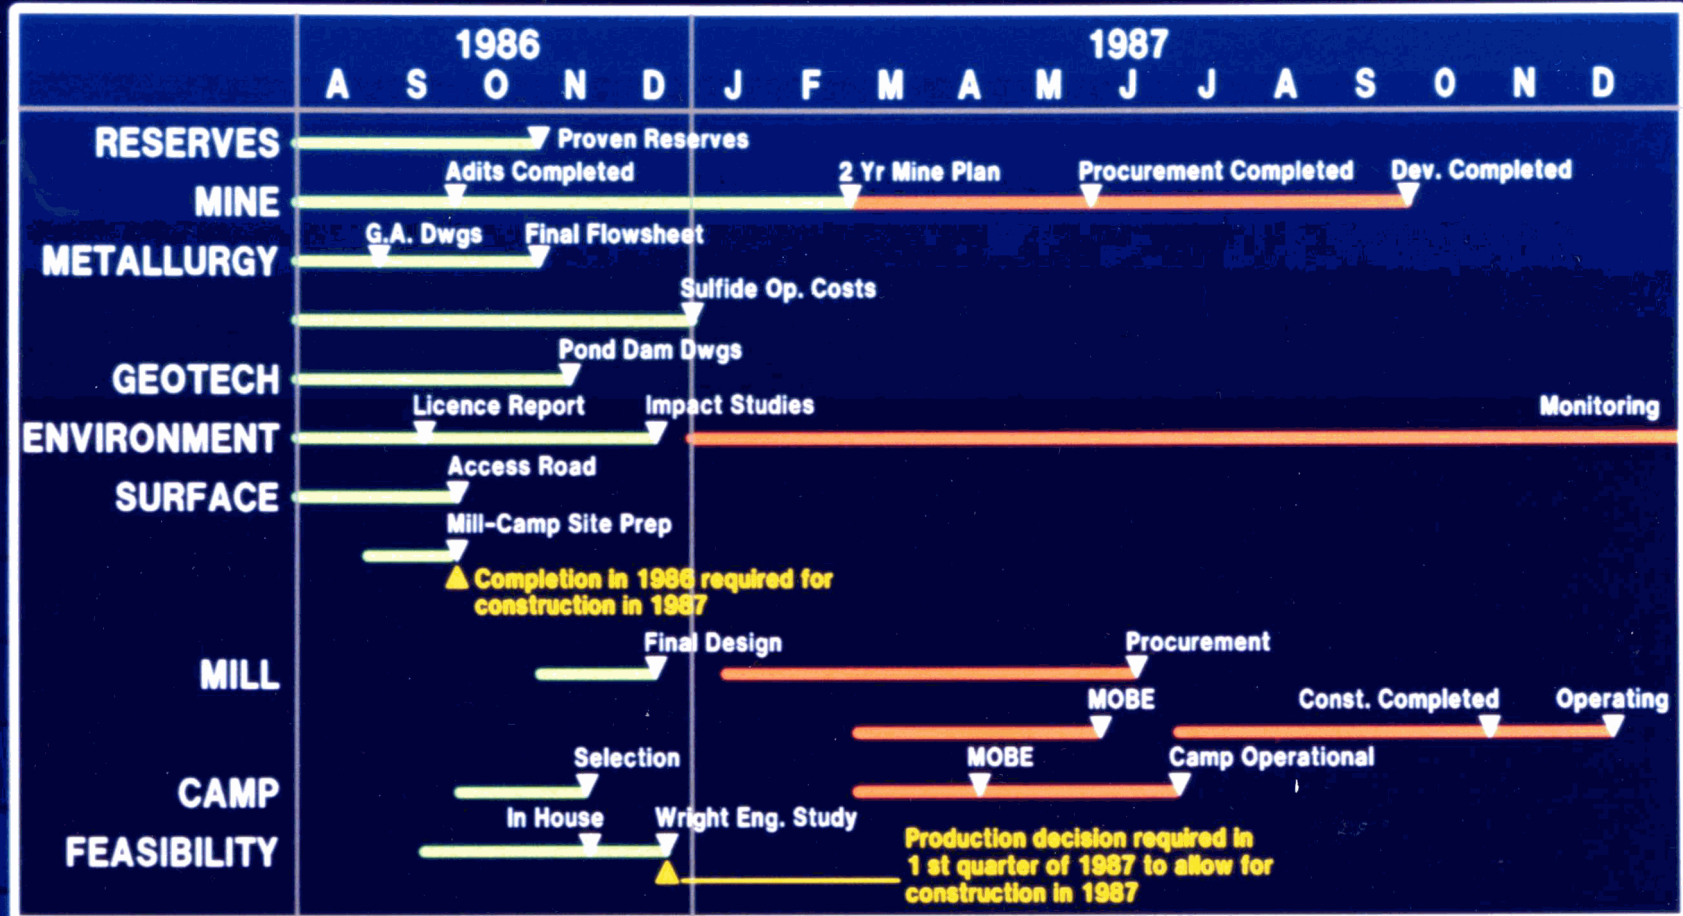 1986 1987
A S O N D J F M A M J J A S O N D
RESERVES Proven Reserves
Adits Completed 2 Yr Mine Plan Procurement Completed Dev. Completed
MINE
G.A. Dwgs Final Flowsheet
METALLURGY
Sulfide Op. Costs
Pond Dam Dwgs
GEOTECH
Licence Report Impact Studies Monitoring
ENVIRONMENT
Access Road
SURFACE
Mill-Camp Site Prep
Completion in 1986 required for
construction in 1987
Final Design Procurement
MILL
MOBE Const. Completed Operating
Selection MOBE Camp Operational
CAMP
In House Wright Eng. Study
FEASIBILITY
Production decision required in
1 st quarter of 1987 to allow for
construction in 1987